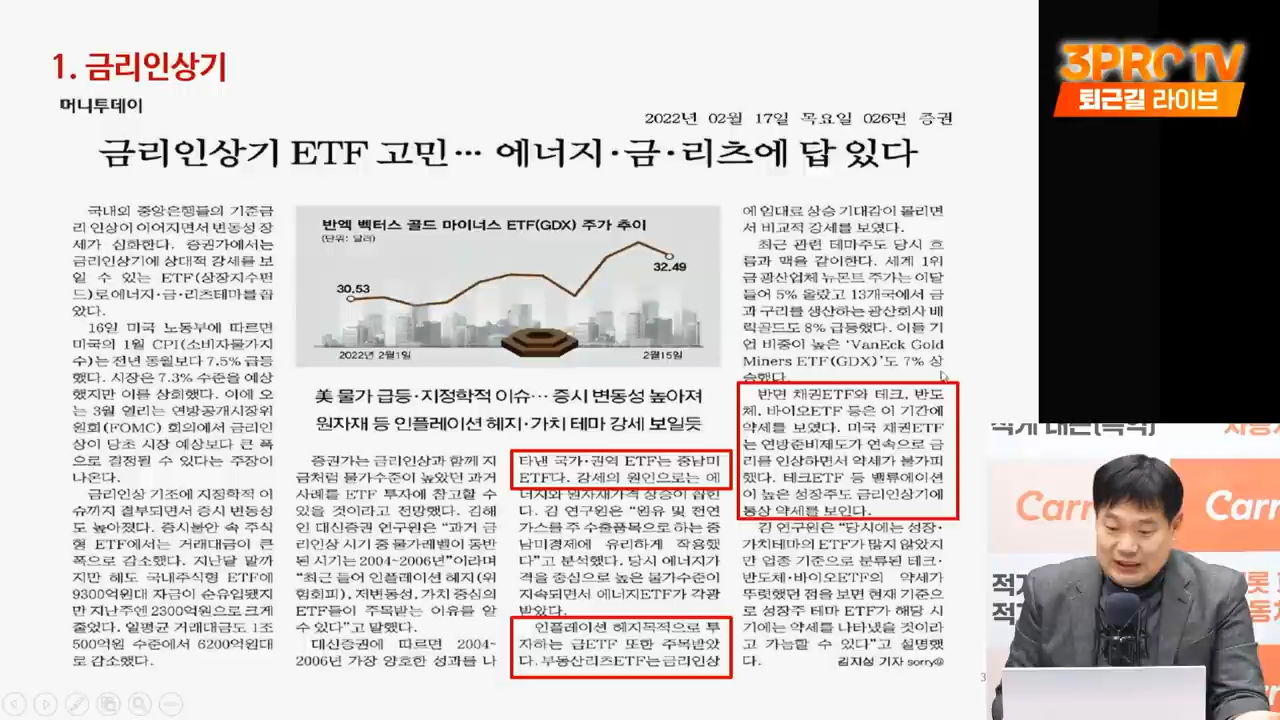 1. 금리인상기
머니투데이
2022년 02월 17일 목요일 026면 증권
금리인상기 ETF 고민… 에너지·금·리츠에 답 있다
국내외 중앙은행들의 기준금
리 인상이 이어지면서 변동성 장
세가 심화한다. 증권가에서는
금리인상기에 상대적 강세를 보
일 수 있는 ETF(상장지수펀
드)로 에너지·금·리츠테마를 꼽
았다.
16일 미국 노동부에 따르면
미국의 1월 CPI(소비자물가지
수)는 전년 동월보다 7.5% 급등
했다. 시장은 7.3% 수준을 예상
했지만 이를 상회했다. 이에 오
는 3월 열리는 연방공개시장위
원회(FOMC) 회의에서 금리인
상이 당초 시장 예상보다 큰 폭
으로 결정될 수 있다는 주장이
나온다.
금리인상 기조에 지정학적 이
슈까지 결부되면서 증시 변동성
도 높아졌다. 증시불안 속 주식
형 ETF에서는 거래대금이 큰
폭으로 감소했다. 지난달 말까
지만 해도 국내주식형 ETF에
9300억원대 자금이 순유입됐지
만 지난주엔 2300억원으로 크게
줄었다. 일평균 거래대금도 1조
500억원 수준에서 6200억원대
로 감소했다.
반엑 벡터스 골드 마이너스 ETF(GDX) 주가 추이
(단위: 달러)
30.53
32.49
2022년 2월1일
2월15일
美 물가 급등·지정학적 이슈… 증시 변동성 높아져
원자재 등 인플레이션 헤지·가치 테마 강세 보일듯
증권가는 금리인상과 함께 지
금처럼 물가수준이 높았던 과거
사례를 ETF 투자에 참고할 수
있을 것이라고 전망했다. 김해
인 대신증권 연구원은 “과거 금
리인상 시기 중 물가레벨이 동반
된 시기는 2004~2006년”이라며
“최근 들어 인플레이션 헤지(위
험회피), 저변동성, 가치 중심의
ETF들이 주목받는 이유를 알
수 있다”고 말했다.
대신증권에 따르면 2004~
2006년 가장 양호한 성과를 나
타낸 국가·권역 ETF는 중남미
ETF다. 강세의 원인으로는 에
너지와 원자재가격 상승이 꼽힌
다. 김 연구원은 “원유 및 천연
가스를 주 수출품목으로 하는 중
남미경제에 유리하게 작용했
다”고 분석했다. 당시 에너지가
격을 중심으로 높은 물가수준이
지속되면서 에너지ETF가 각광
받았다.
인플레이션 헤지목적으로 투
자하는 금ETF 또한 주목받았
다. 부동산리츠ETF는 금리인상
에 임대료 상승 기대감이 몰리면
서 비교적 강세를 보였다.
최근 관련 테마주도 당시 흐
름과 맥을 같이한다. 세계 1위
금 광산업체 뉴몬트 주가는 이달
들어 5% 올랐고 13개국에서 금
과 구리를 생산하는 광산회사 배
릭골드도 8% 급등했다. 이들 기
업 비중이 높은 ‘VanEck Gold
Miners ETF(GDX)’도 7% 상
승했다.
반면 채권ETF와 테크, 반도
체, 바이오ETF 등은 이 기간에
약세를 보였다. 미국 채권ETF
는 연방준비제도가 연속으로 금
리를 인상하면서 약세가 불가피
했다. 테크ETF 등 밸류에이션
이 높은 성장주도 금리인상기에
통상 약세를 보인다.
김 연구원은 “당시에는 성장·
가치테마의 ETF가 많지 않았지
만 업종 기준으로 분류된 테크·
반도체·바이오ETF의 약세가
뚜렷했던 점을 보면 현재 기준으
로 성장주 테마 ETF가 해당 시
기에는 약세를 나타냈을 것이라
고 가능할 수 있다”고 설명했
다.
김지성 기자 sorry@
3
3PRO TV
퇴근길 라이브
Carr
Carr